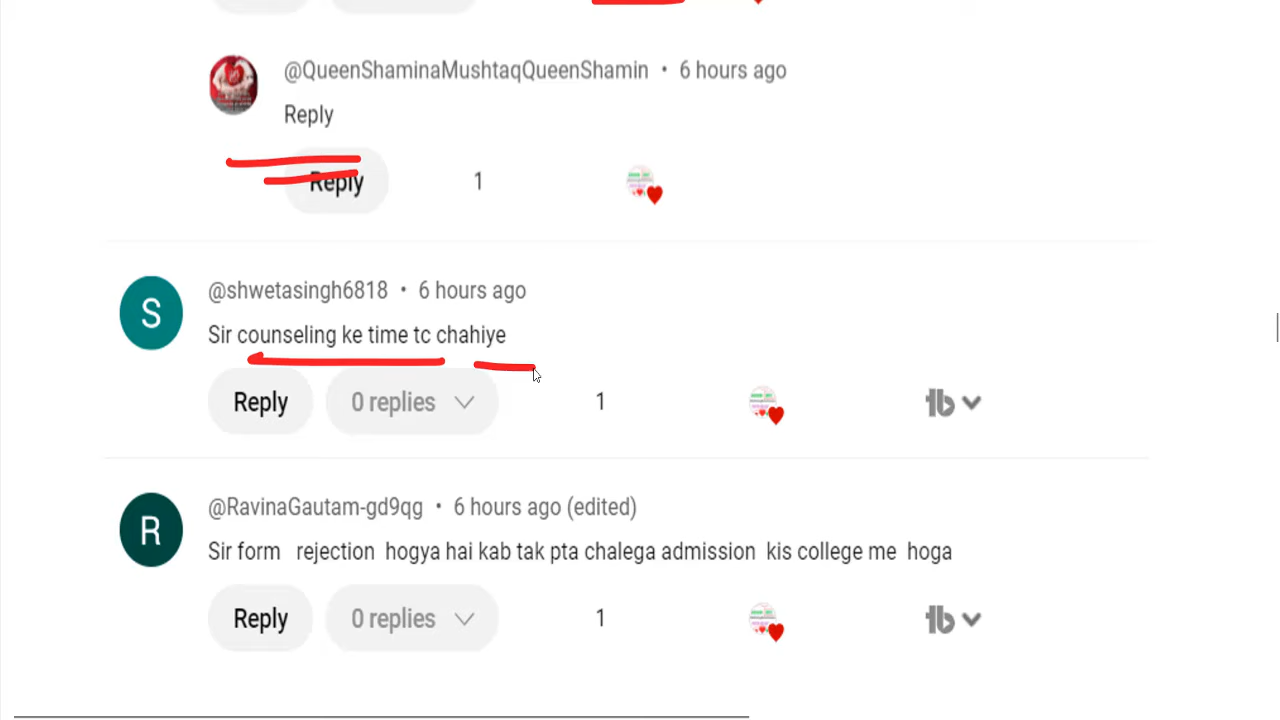 @QueenShaminaMushtaqQueenShamin • 6 hours ago
Reply
Reply 1
S
@shwetasingh6818 • 6 hours ago
Sir counseling ke time tc chahiye
Reply 0 replies 1
R
@RavinaGautam-gd9qg • 6 hours ago (edited)
Sir form rejection hogya hai kab tak pta chalega admission kis college me hoga
Reply 0 replies 1